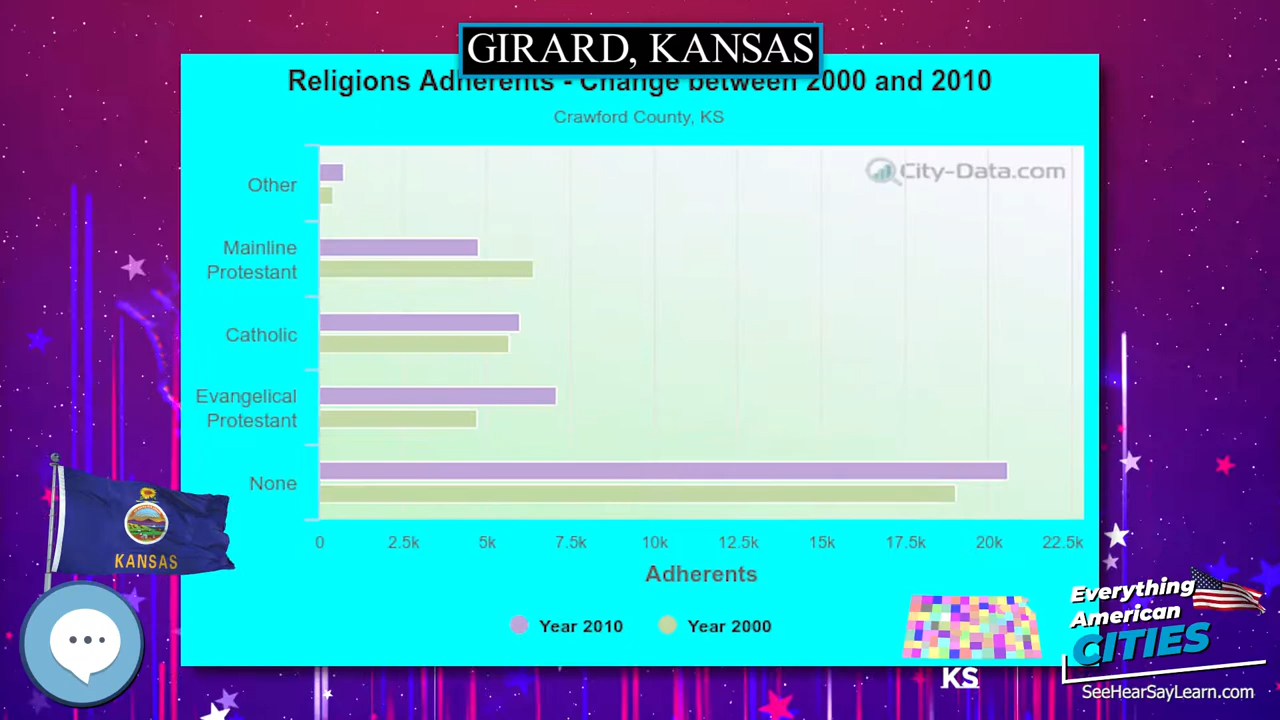 GIRARD, KANSAS
Religions Adherents - Change between 2000 and 2010
Crawford County, KS
City-Data.com
Other
Mainline
Protestant
Catholic
Evangelical
Protestant
None
0 2.5k 5k 7.5k 10k 12.5k 15k 17.5k 20k 22.5k
Adherents
Year 2010 Year 2000
KANSAS
KS
Everything
American
CITIES
SeeHearSayLearn.com